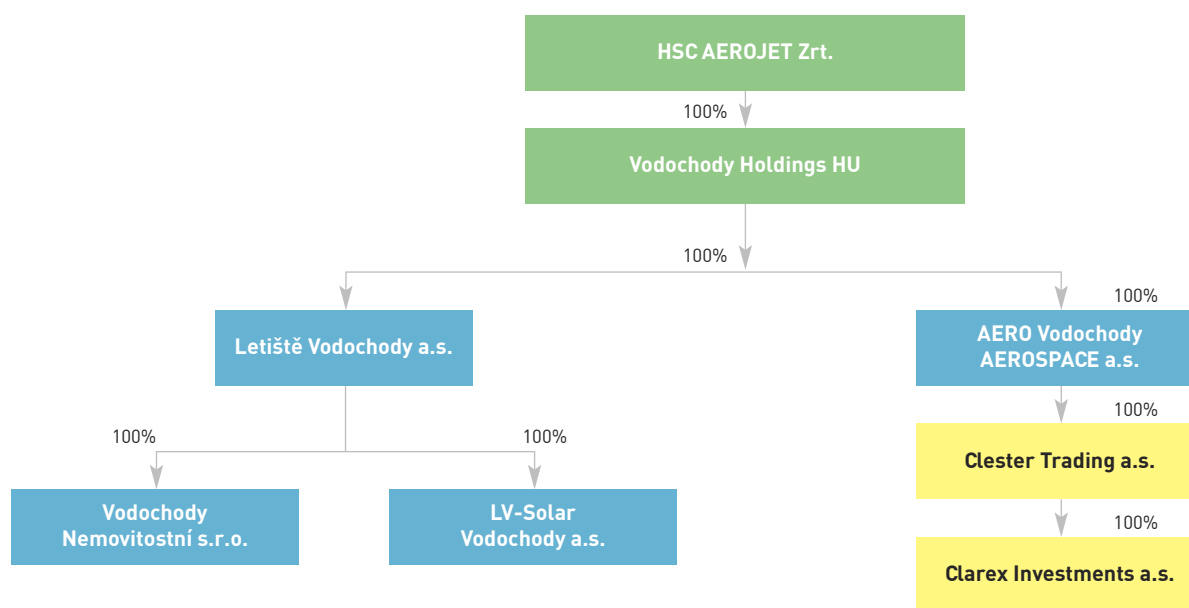 HSC AEROJET Zrt.
100%
Vodochody Holdings HU
100%
100%
Letiště Vodochody a.s.
AERO Vodochody
AEROSPACE a.s.
100%
100%
100%
Clester Trading a.s.
Vodochody
Nemovitostní s.r.o.
LV-Solar
Vodochody a.s.
100%
Clarex Investments a.s.